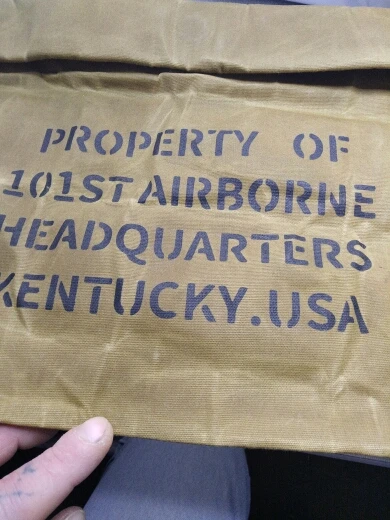 PROPERTY OF
101ST AIRBORNE
HEADQUARTERS
KENTUCKY.USA